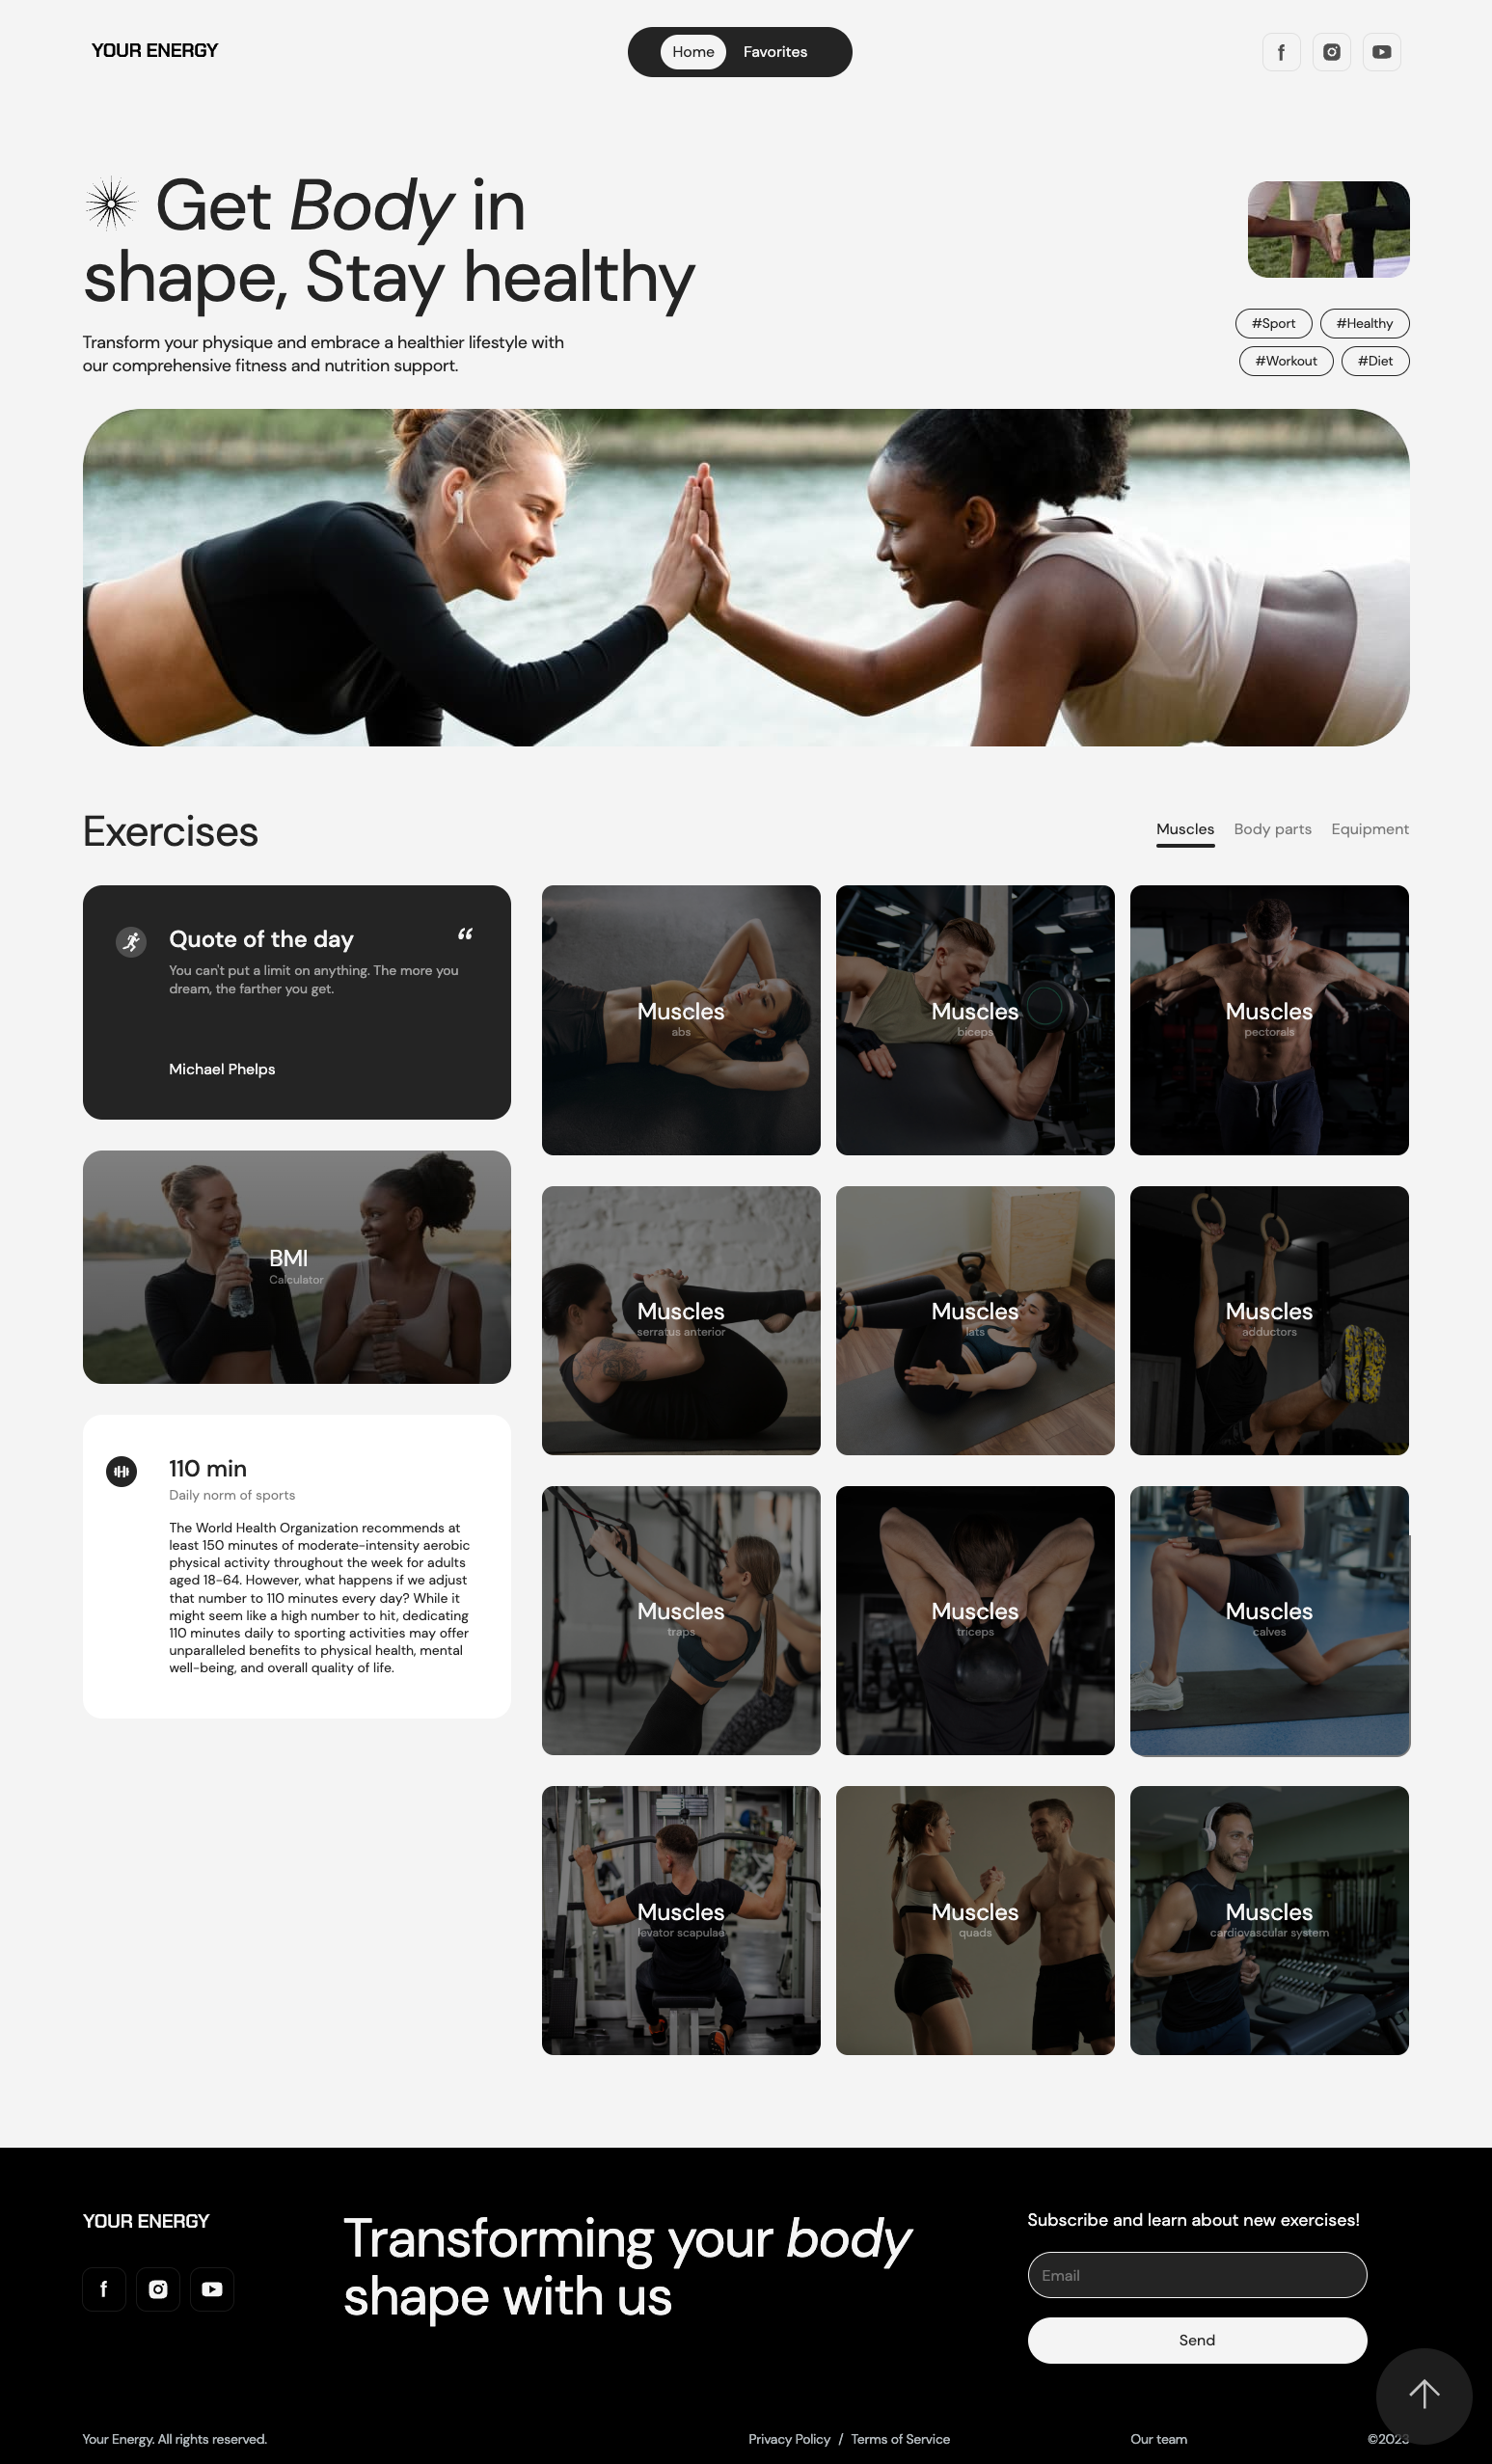 YOUR ENERGY
Home
Favorites
Get Body in
shape, Stay healthy
Transform your physique and embrace a healthier lifestyle with
our comprehensive fitness and nutrition support.
#Sport
#Healthy
#Workout
#Diet
Exercises
Muscles
Body parts
Equipment
Quote of the day
“
You can't put a limit on anything. The more you
dream, the farther you get.
Michael Phelps
BMI
Calculator
110 min
Daily norm of sports
The World Health Organization recommends at
least 150 minutes of moderate-intensity aerobic
physical activity throughout the week for adults
aged 18-64. However, what happens if we adjust
that number to 110 minutes every day? While it
might seem like a high number to hit, dedicating
110 minutes daily to sporting activities may offer
unparalleled benefits to physical health, mental
well-being, and overall quality of life.
Muscles
abs
Muscles
biceps
Muscles
pectorals
Muscles
serratus anterior
Muscles
lats
Muscles
adductors
Muscles
traps
Muscles
triceps
Muscles
calves
Muscles
levator scapulae
Muscles
quads
Muscles
cardiovascular system
YOUR ENERGY
Transforming your body
shape with us
Subscribe and learn about new exercises!
Email
Send
Your Energy. All rights reserved.
Privacy Policy / Terms of Service
Our team
©2023